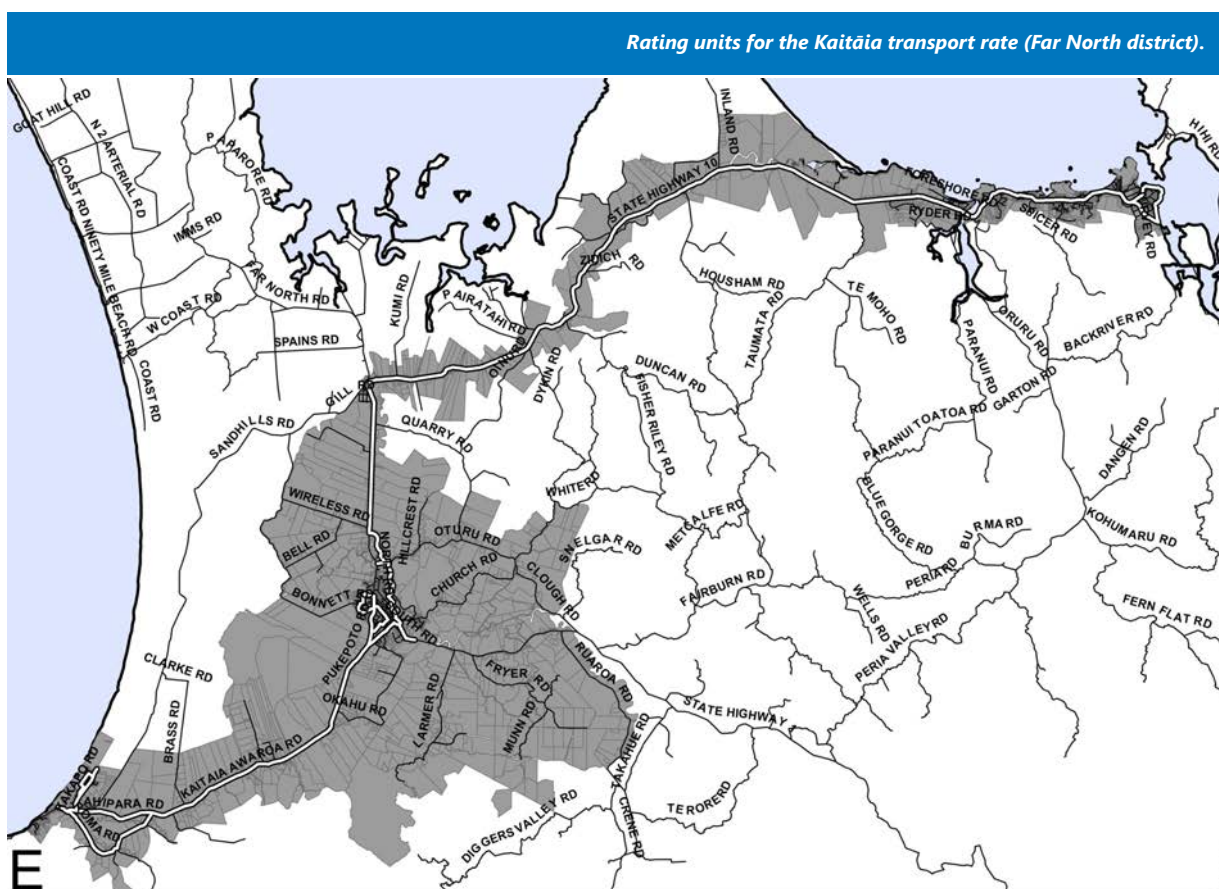 Rating units for the Kaitāia transport rate (Far North district).
GOAT HILL RD
N 2 ARTERIAL RD
PAPARORE RD
INLAND RD
HIHI RD
COAST RD NINETY MILE BEACH RD
IMMS RD
STATE HIGHWAY 10
FORESHORE RD
RYDER RD
SPICER RD
FAR NORTH RD
KUMI RD
ZIDICH RD
HOUSHAM RD
W COAST RD
PAIRATAHI RD
TAUMATA RD
TE MOHO RD
ORURU RD
BACKRIVER RD
SPAINS RD
COAST RD
OINU RD
DYKIN RD
DUNCAN RD
PARANUI RD
GARTON RD
GILL RD
FISHER RILEY RD
SANDHILLS RD
QUARRY RD
PARANUI TOATOA RD
DANGEN RD
WHITE RD
BLUE GORGE RD
WIRELESS RD
HILLCREST RD
METCALFE RD
KOHUMARU RD
BELL RD
OTURU RD
SNELGAR RD
BURMA RD
CHURCH RD
CLOUGH RD
PERIA RD
BONNETT
FAIRBURN RD
WELLS RD
FERN FLAT RD
PUKEPOTO RD
SOUTH RD
PERIA VALLEY RD
CLARKE RD
FRYER RD
RUAROA RD
OKAHU RD
LARMER RD
BRASS RD
MUNN RD
STATE HIGHWAY
KAITAIA AWAROA RD
TAKAHUE RD
AHIPARA RD
TE RORE RD
DIGGERS VALLEY RD
CRENE RD
E